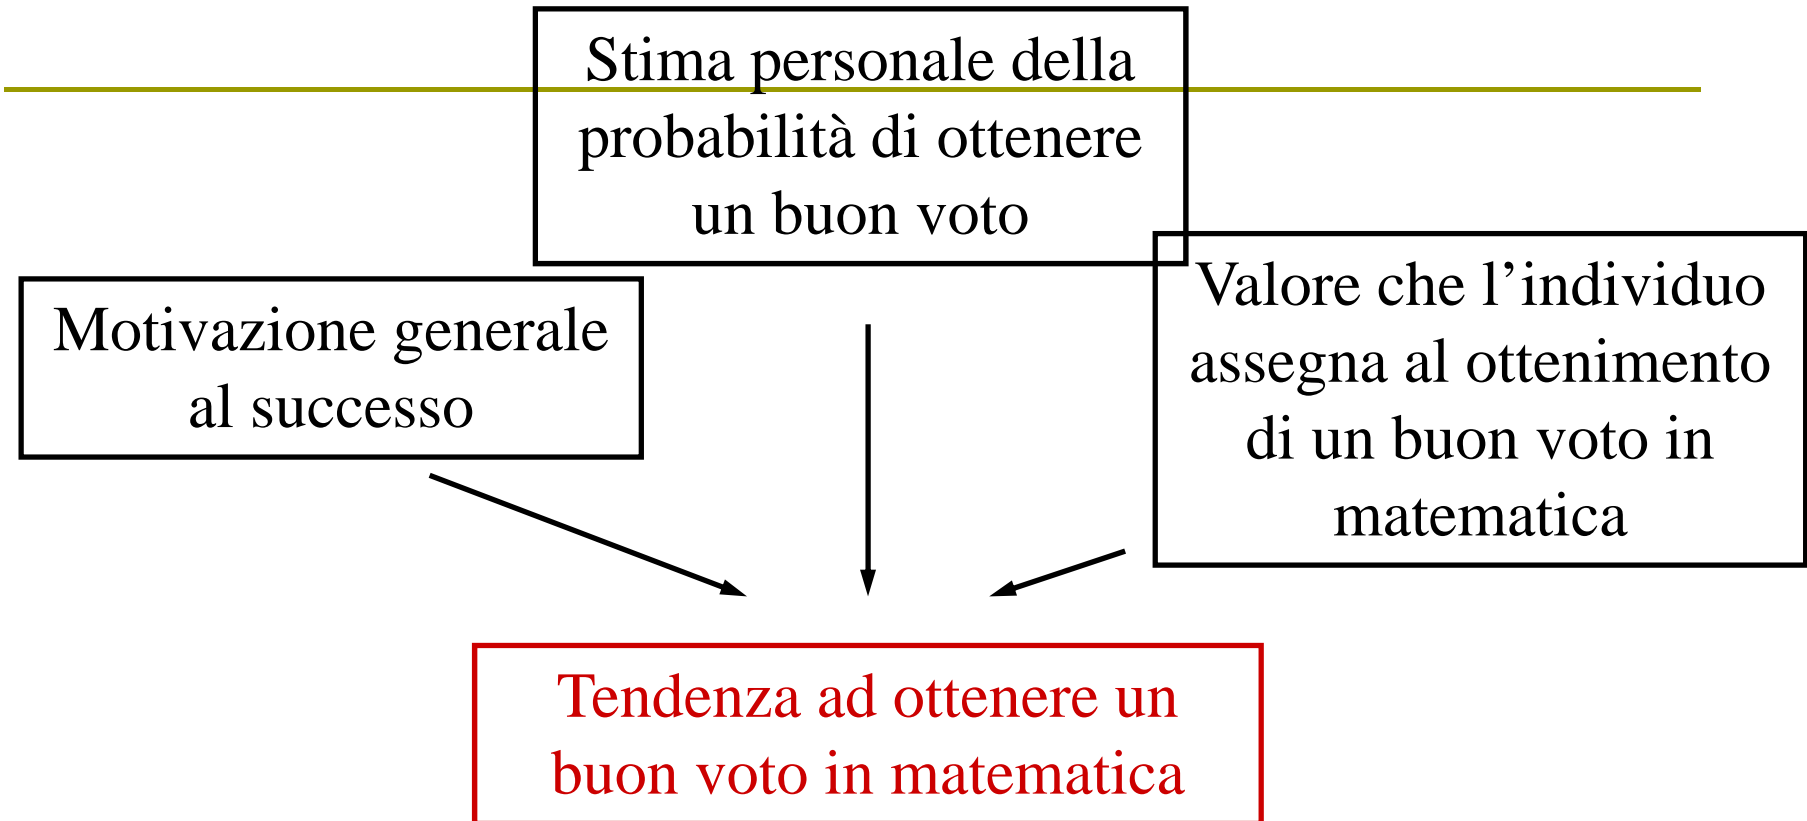 Stima personale della
probabilità di ottenere
un buon voto
Motivazione generale
al successo
Valore che l’individuo
assegna al ottenimento
di un buon voto in
matematica
Tendenza ad ottenere un
buon voto in matematica